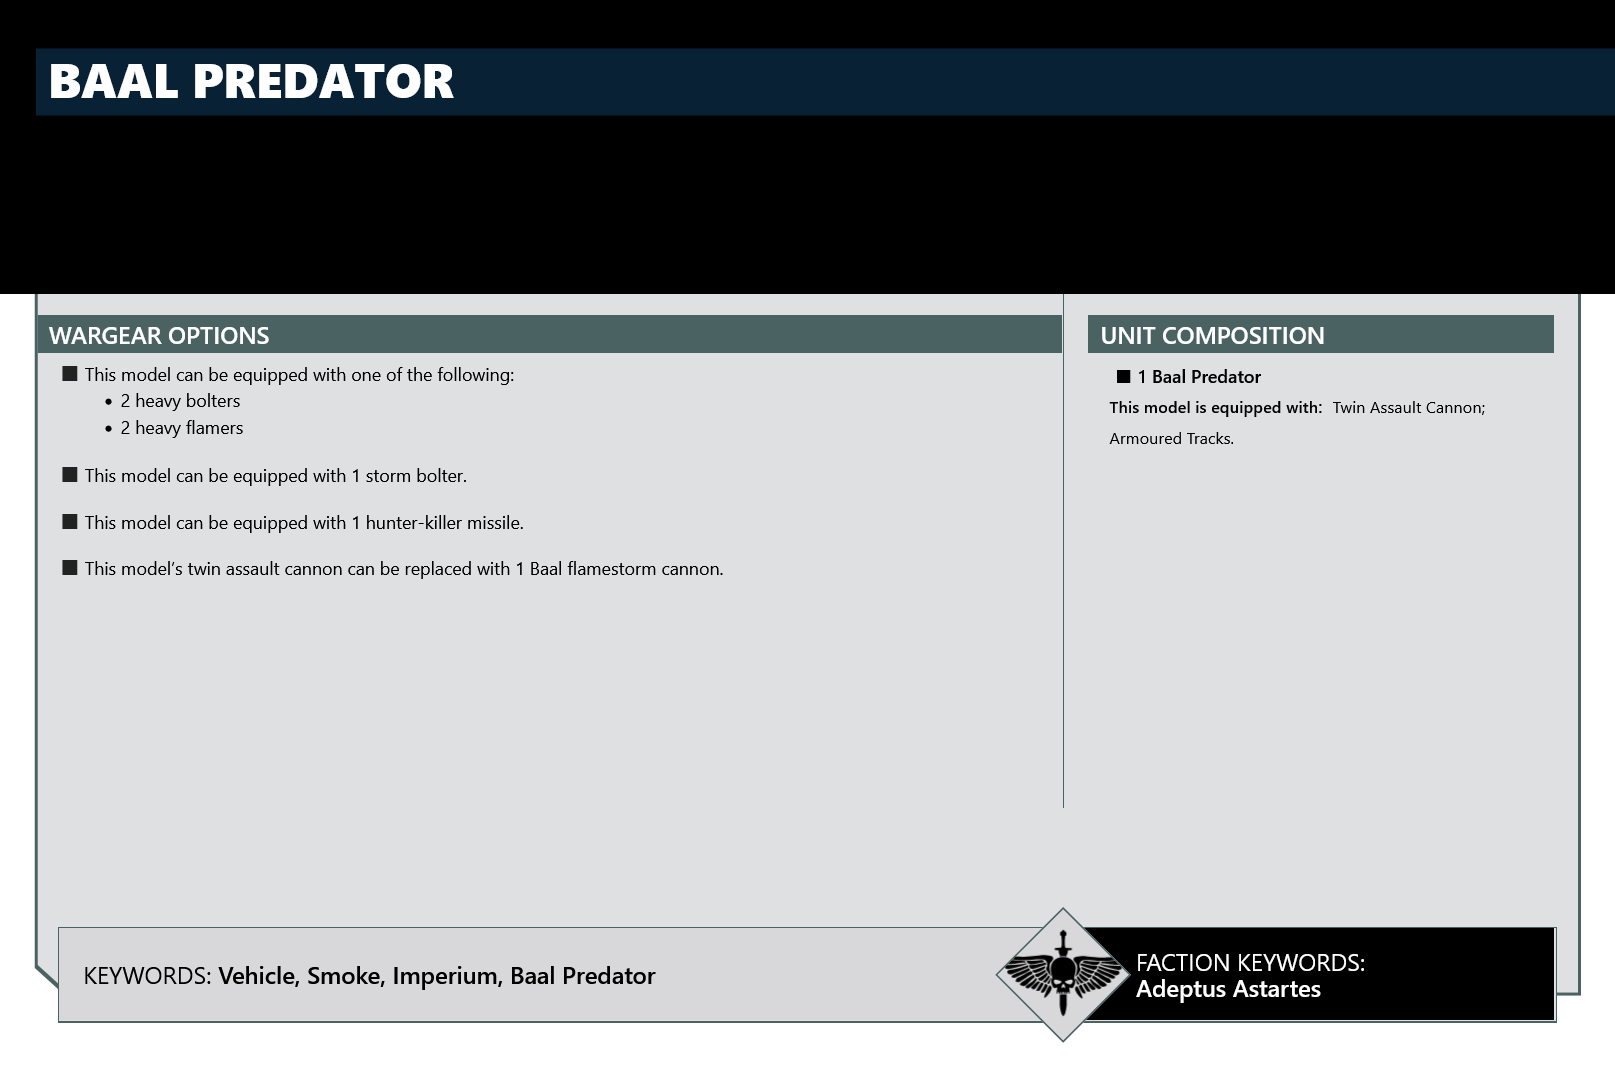 BAAL PREDATOR
WARGEAR OPTIONS
This model can be equipped with one of the following:
• 2 heavy bolters
• 2 heavy flamers
This model can be equipped with 1 storm bolter.
This model can be equipped with 1 hunter-killer missile.
This model’s twin assault cannon can be replaced with 1 Baal flamestorm cannon.
UNIT COMPOSITION
1 Baal Predator
This model is equipped with: Twin Assault Cannon;
Armoured Tracks.
KEYWORDS: Vehicle, Smoke, Imperium, Baal Predator
FACTION KEYWORDS:
Adeptus Astartes